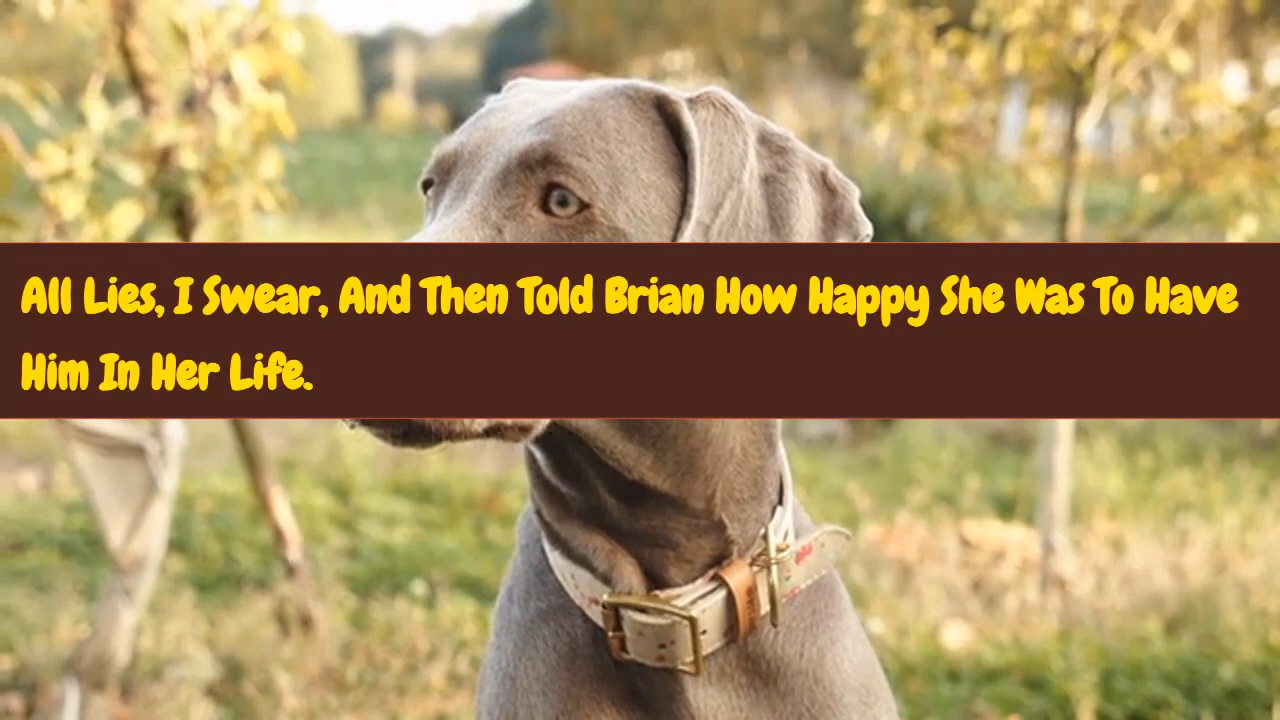 All Lies, I Swear, And Then Told Brian How Happy She Was To Have
Him In Her Life.